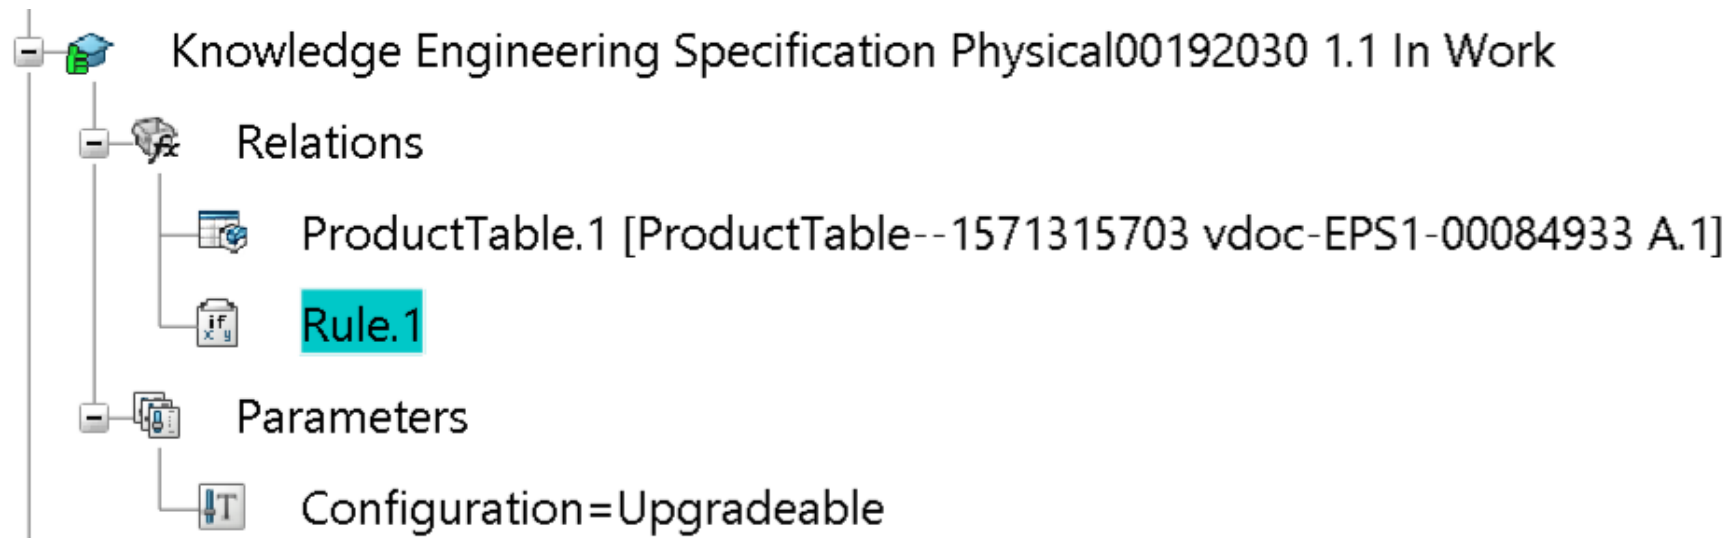 Knowledge Engineering Specification Physical00192030 1.1 In Work
Relations
ProductTable.1 [ProductTable--1571315703 vdoc-EPS1-00084933 A.1]
if
x y
Rule.1
Parameters
T
Configuration=Upgradeable